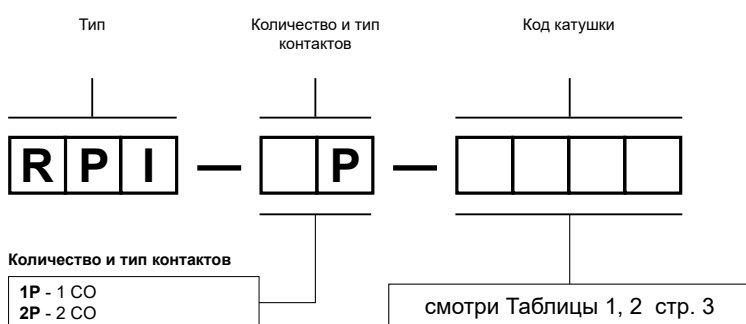 Тип
Количество и тип
контактов
Код катушки
RPI — P —
Количество и тип контактов
1P - 1 CO
2P - 2 CO
смотри Таблицы 1, 2 стр. 3